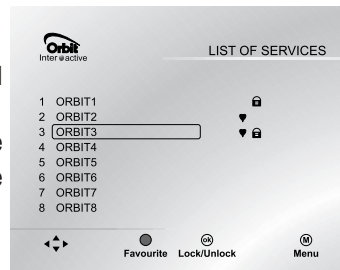 Orbit
Inter active
LIST OF SERVICES
1 ORBIT1
2 ORBIT2
3 ORBIT3
4 ORBIT4
5 ORBIT5
6 ORBIT6
7 ORBIT7
8 ORBIT8
ok M
Favourite Lock/Unlock Menu